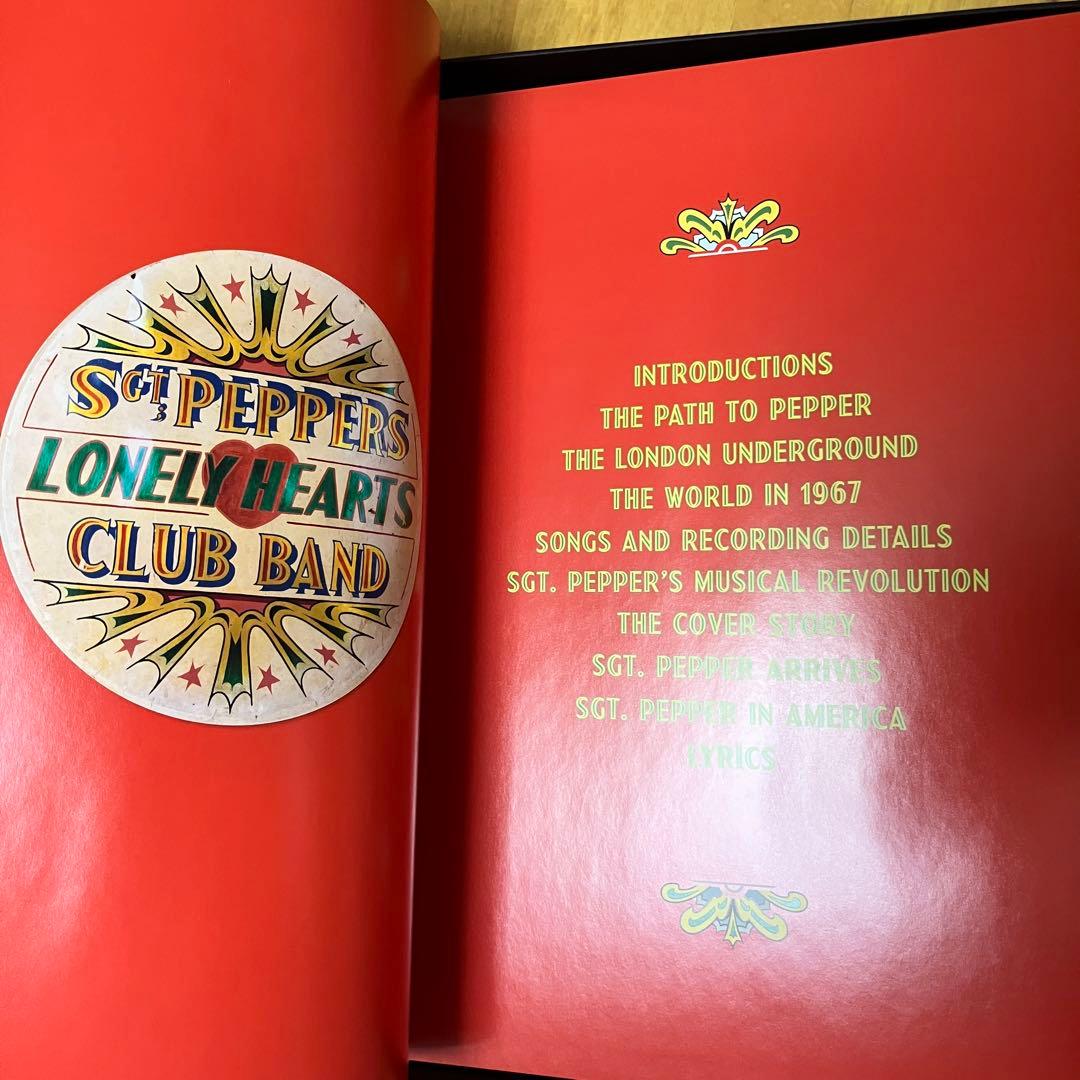 SGT. PEPPERS
LONELY HEARTS
CLUB BAND
INTRODUCTIONS
THE PATH TO PEPPER
THE LONDON UNDERGROUND
THE WORLD IN 1967
SONGS AND RECORDING DETAILS
SGT. PEPPER'S MUSICAL REVOLUTION
THE COVER STORY
SGT. PEPPER ARRIVES
SGT. PEPPER IN AMERICA
LYRICS